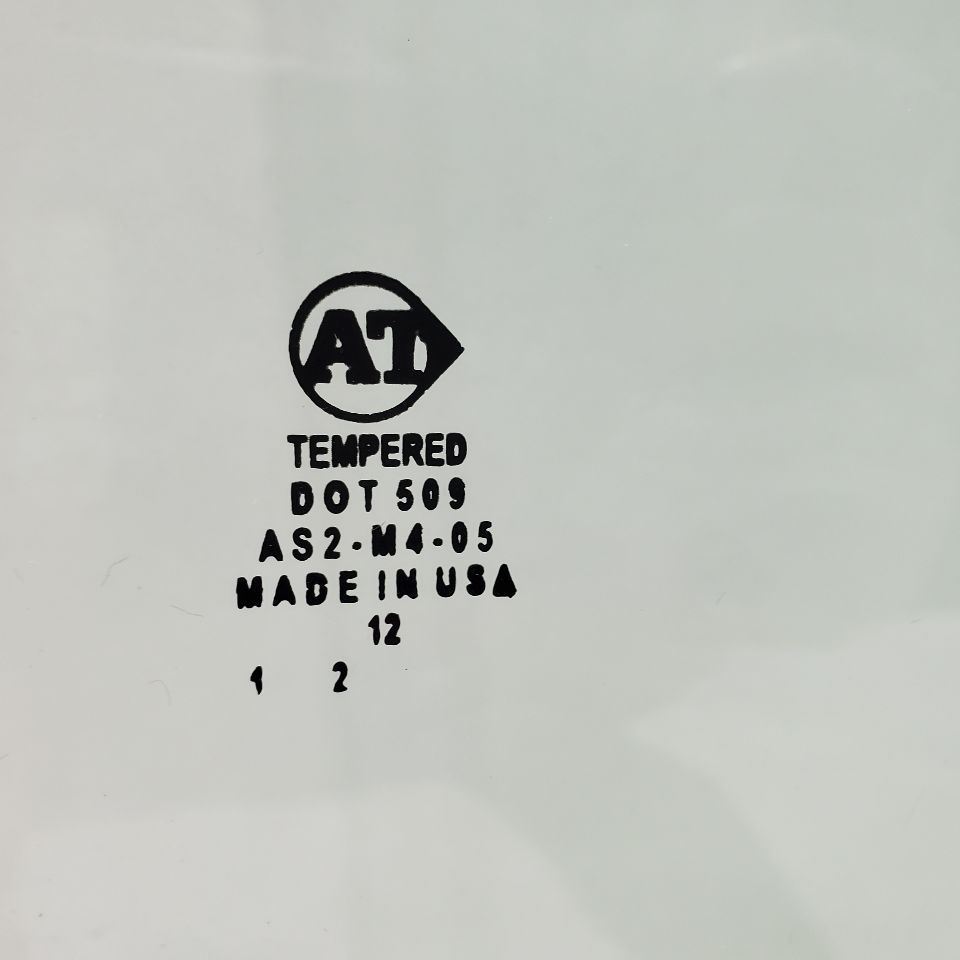 AT
TEMPERED
DOT 509
AS2-M4-05
MADE IN USA
12
1 2